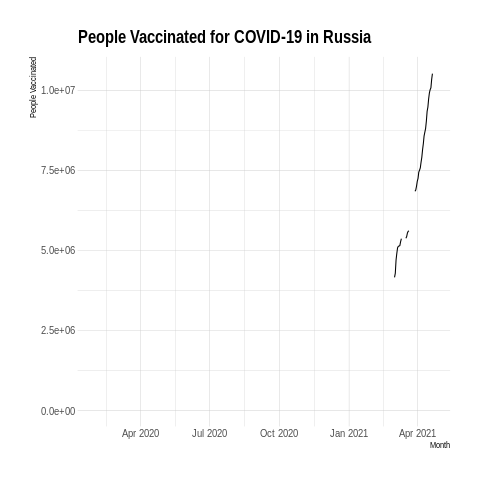 People Vaccinated for COVID-19 in Russia
People Vaccinated
1.0e+07
7.5e+06
5.0e+06
2.5e+06
0.0e+00
Apr 2020 Jul 2020 Oct 2020 Jan 2021 Apr 2021
Month